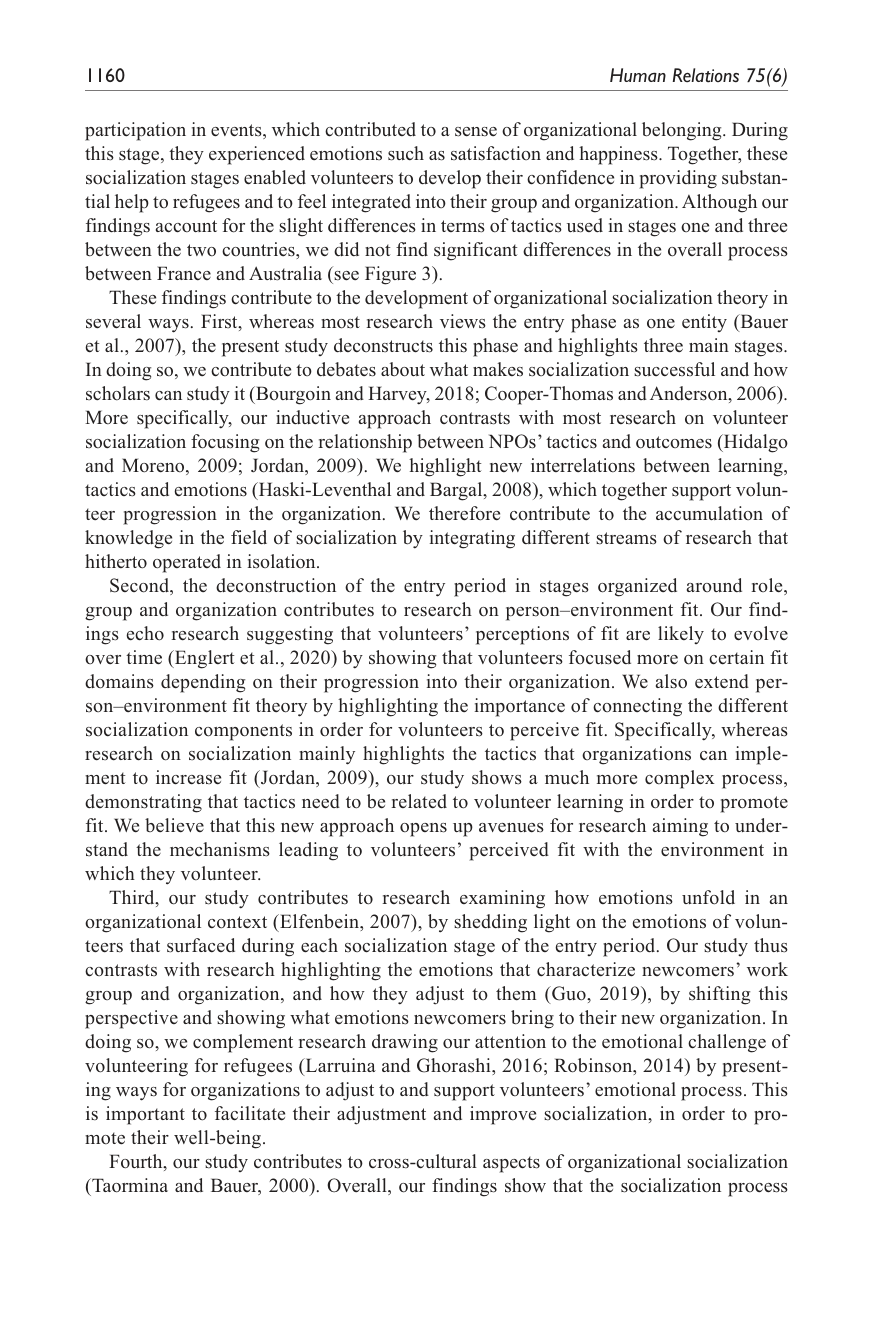 1160
Human Relations 75(6)
participation in events, which contributed to a sense of organizational belonging. During
this stage, they experienced emotions such as satisfaction and happiness. Together, these
socialization stages enabled volunteers to develop their confidence in providing substan-
tial help to refugees and to feel integrated into their group and organization. Although our
findings account for the slight differences in terms of tactics used in stages one and three
between the two countries, we did not find significant differences in the overall process
between France and Australia (see Figure 3).
These findings contribute to the development of organizational socialization theory in
several ways. First, whereas most research views the entry phase as one entity (Bauer
et al., 2007), the present study deconstructs this phase and highlights three main stages.
In doing so, we contribute to debates about what makes socialization successful and how
scholars can study it (Bourgoin and Harvey, 2018; Cooper-Thomas and Anderson, 2006).
More specifically, our inductive approach contrasts with most research on volunteer
socialization focusing on the relationship between NPOs’ tactics and outcomes (Hidalgo
and Moreno, 2009; Jordan, 2009). We highlight new interrelations between learning,
tactics and emotions (Haski-Leventhal and Bargal, 2008), which together support volun-
teer progression in the organization. We therefore contribute to the accumulation of
knowledge in the field of socialization by integrating different streams of research that
hitherto operated in isolation.
Second, the deconstruction of the entry period in stages organized around role,
group and organization contributes to research on person–environment fit. Our find-
ings echo research suggesting that volunteers’ perceptions of fit are likely to evolve
over time (Englert et al., 2020) by showing that volunteers focused more on certain fit
domains depending on their progression into their organization. We also extend per-
son–environment fit theory by highlighting the importance of connecting the different
socialization components in order for volunteers to perceive fit. Specifically, whereas
research on socialization mainly highlights the tactics that organizations can imple-
ment to increase fit (Jordan, 2009), our study shows a much more complex process,
demonstrating that tactics need to be related to volunteer learning in order to promote
fit. We believe that this new approach opens up avenues for research aiming to under-
stand the mechanisms leading to volunteers’ perceived fit with the environment in
which they volunteer.
Third, our study contributes to research examining how emotions unfold in an
organizational context (Elfenbein, 2007), by shedding light on the emotions of volun-
teers that surfaced during each socialization stage of the entry period. Our study thus
contrasts with research highlighting the emotions that characterize newcomers’ work
group and organization, and how they adjust to them (Guo, 2019), by shifting this
perspective and showing what emotions newcomers bring to their new organization. In
doing so, we complement research drawing our attention to the emotional challenge of
volunteering for refugees (Larruina and Ghorashi, 2016; Robinson, 2014) by present-
ing ways for organizations to adjust to and support volunteers’ emotional process. This
is important to facilitate their adjustment and improve socialization, in order to pro-
mote their well-being.
Fourth, our study contributes to cross-cultural aspects of organizational socialization
(Taormina and Bauer, 2000). Overall, our findings show that the socialization process